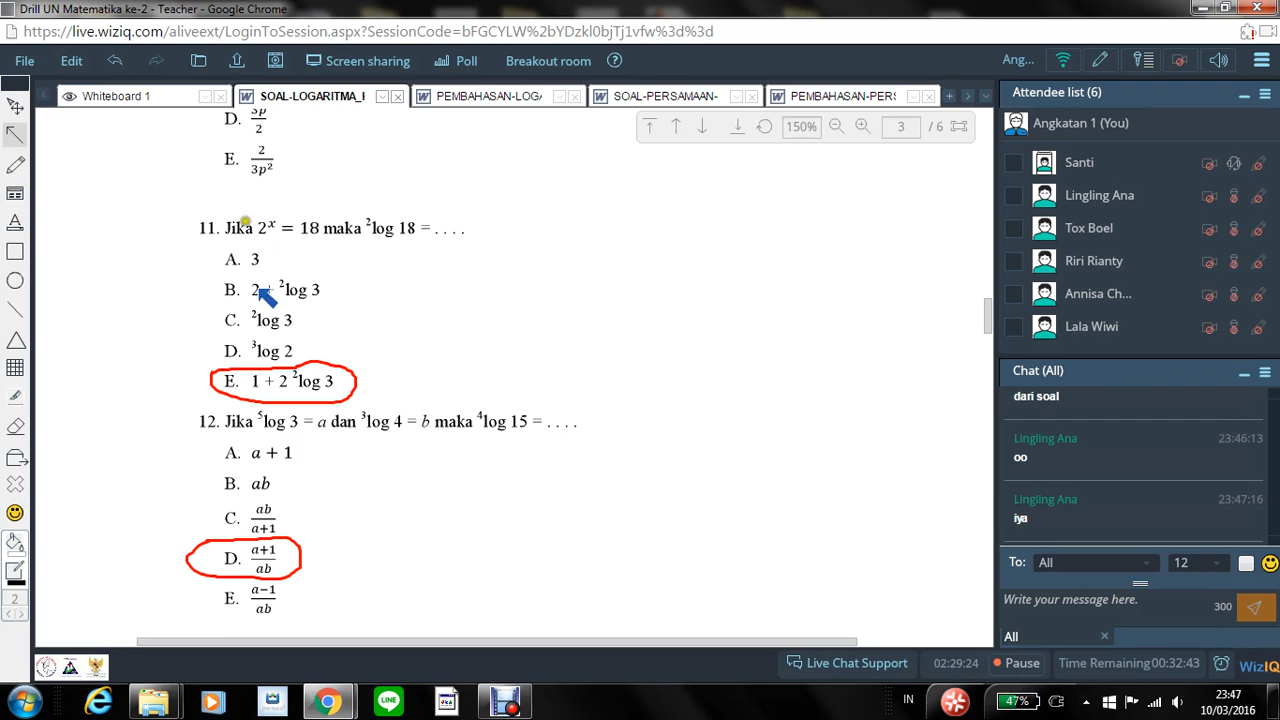 Drill UN Matematika ke-2 - Teacher - Google Chrome
https://live.wiziq.com/aliveext/LoginToSession.aspx?SessionCode=bFGCYLW%2bYDzkl0bjTj1vfw%3d%3d
File Edit Screen sharing Poll Breakout room ? Ang...
Whiteboard 1 SOAL-LOGARITMA_I PEMBAHASAN-LOGA SOAL-PERSAMAAN- PEMBAHASAN-PERS
150% 3 / 6
D. 3p/2
E. 2/3p²
11. Jika 2ˣ = 18 maka ²log 18 = . . . .
A. 3
B. 2 + ²log 3
C. ²log 3
D. ³log 2
E. 1 + 2 ²log 3
12. Jika ⁵log 3 = a dan ³log 4 = b maka ⁴log 15 = . . . .
A. a + 1
B. ab
C. ab/a+1
D. a+1/ab
E. a−1/ab
2
Attendee list (6)
Angkatan 1 (You)
Santi
Lingling Ana
Tox Boel
Riri Rianty
Annisa Ch...
Lala Wiwi
Chat (All)
dari soal
Lingling Ana 23:46:13
oo
Lingling Ana 23:47:16
iya
To: All 12
Write your message here. 300
All
Live Chat Support 02:29:24 Pause Time Remaining 00:32:43 WizIQ
LINE IN 47% 23:47
10/03/2016